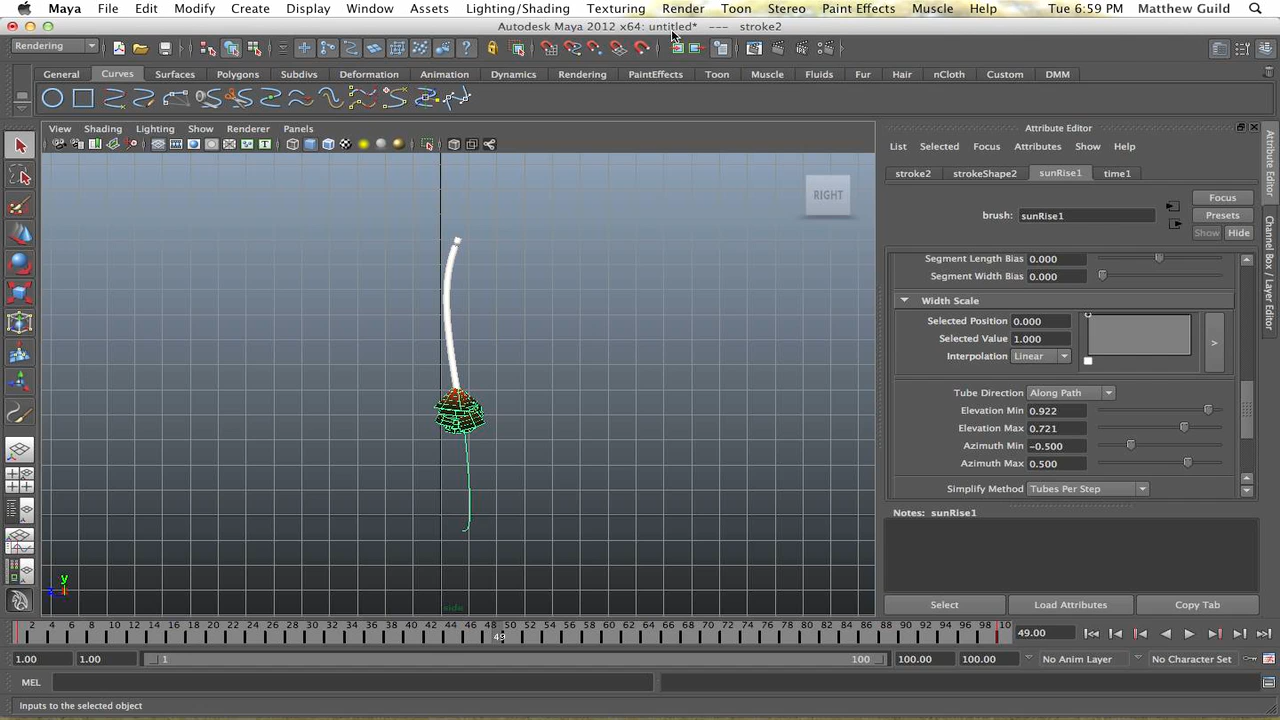 Maya File Edit Modify Create Display Window Assets Lighting/Shading Texturing Render Toon Stereo Paint Effects Muscle Help Tue 6:59 PM Matthew Guild
Autodesk Maya 2012 x64: untitled* --- stroke2
Rendering
General Curves Surfaces Polygons Subdivs Deformation Animation Dynamics Rendering PaintEffects Toon Muscle Fluids Fur Hair nCloth Custom DMM
View Shading Lighting Show Renderer Panels
RIGHT
side
y
Attribute Editor
List Selected Focus Attributes Show Help
stroke2 strokeShape2 sunRise1 time1
brush: sunRise1
Focus
Presets
Show Hide
Segment Length Bias 0.000
Segment Width Bias 0.000
Width Scale
Selected Position 0.000
Selected Value 1.000
Interpolation Linear
>
Tube Direction Along Path
Elevation Min 0.922
Elevation Max 0.721
Azimuth Min -0.500
Azimuth Max 0.500
Simplify Method Tubes Per Step
Notes: sunRise1
Select Load Attributes Copy Tab
Attribute Editor
Channel Box / Layer Editor
2 4 6 8 10 12 14 16 18 20 22 24 26 28 30 32 34 36 38 40 42 44 46 48 50 52 54 56 58 60 62 64 66 68 70 72 74 76 78 80 82 84 86 88 90 92 94 96 98 10
49
49.00
1.00 1.00 1 100 100.00 100.00 No Anim Layer No Character Set
MEL
Inputs to the selected object